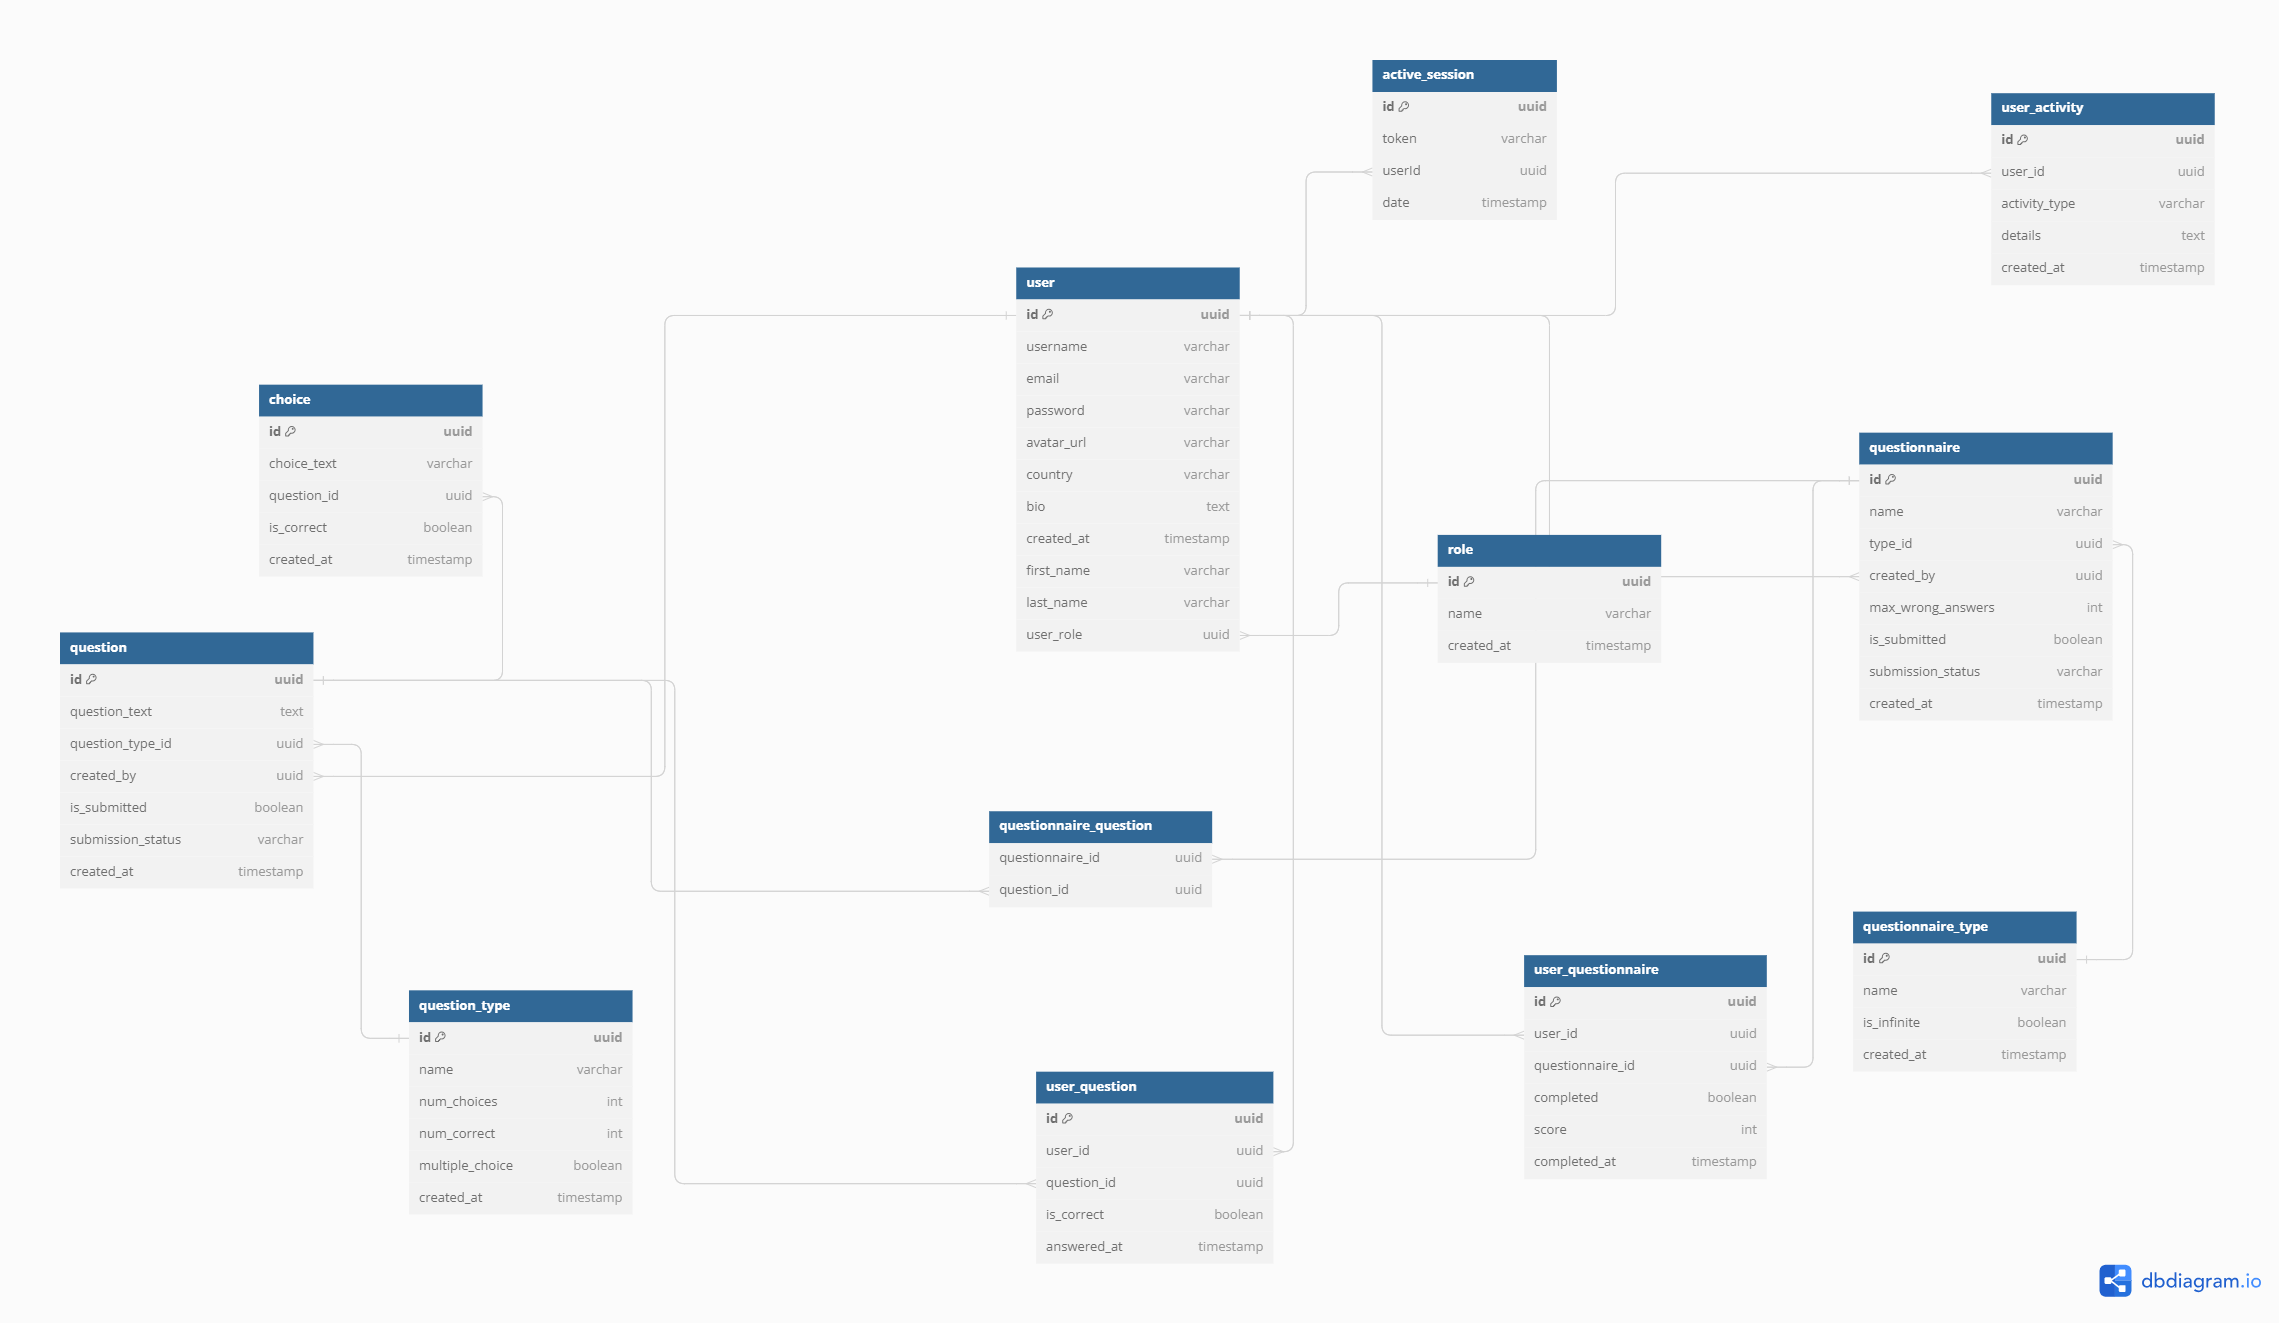 active_session
id uuid
token varchar
userId uuid
date timestamp
user_activity
id uuid
user_id uuid
activity_type varchar
details text
created_at timestamp
user
id uuid
username varchar
email varchar
password varchar
avatar_url varchar
country varchar
bio text
created_at timestamp
first_name varchar
last_name varchar
user_role uuid
choice
id uuid
choice_text varchar
question_id uuid
is_correct boolean
created_at timestamp
questionnaire
id uuid
name varchar
type_id uuid
created_by uuid
max_wrong_answers int
is_submitted boolean
submission_status varchar
created_at timestamp
role
id uuid
name varchar
created_at timestamp
question
id uuid
question_text text
question_type_id uuid
created_by uuid
is_submitted boolean
submission_status varchar
created_at timestamp
questionnaire_question
questionnaire_id uuid
question_id uuid
questionnaire_type
id uuid
name varchar
is_infinite boolean
created_at timestamp
user_questionnaire
id uuid
user_id uuid
questionnaire_id uuid
completed boolean
score int
completed_at timestamp
question_type
id uuid
name varchar
num_choices int
num_correct int
multiple_choice boolean
created_at timestamp
user_question
id uuid
user_id uuid
question_id uuid
is_correct boolean
answered_at timestamp
dbdiagram.io